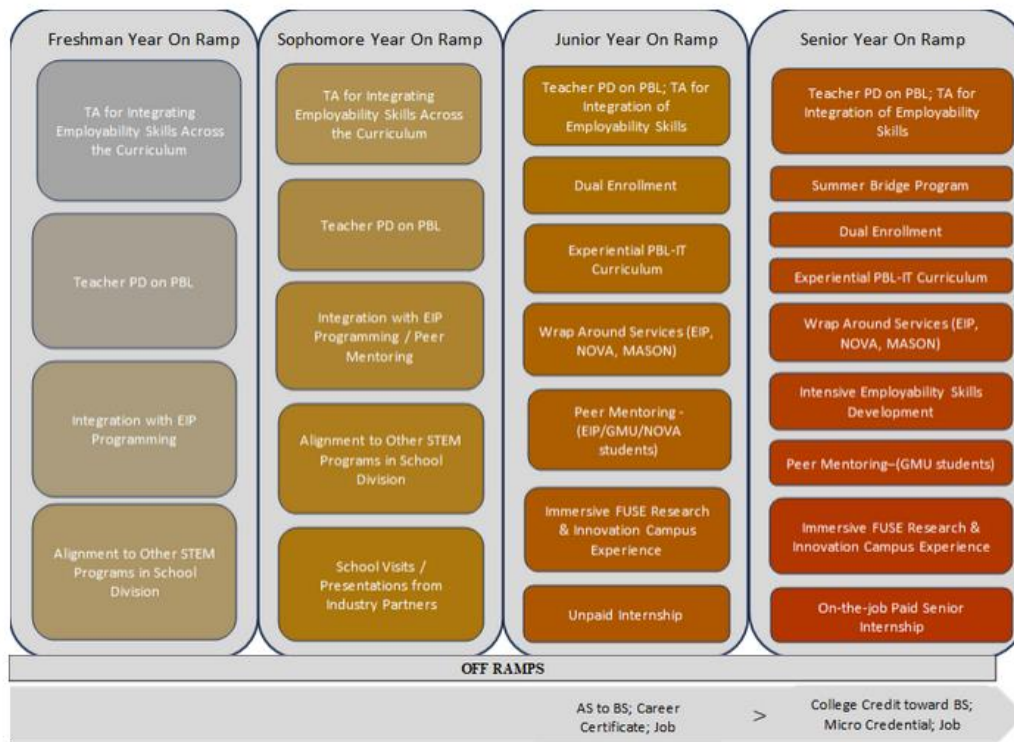 Freshman Year On Ramp
TA for Integrating
Employability Skills Across
the Curriculum
Teacher PD on PBL
Integration with EIP
Programming
Alignment to Other STEM
Programs in School
Division
Sophomore Year On Ramp
TA for Integrating
Employability Skills Across
the Curriculum
Teacher PD on PBL
Integration with EIP
Programming / Peer
Mentoring
Alignment to Other STEM
Programs in School
Division
School Visits /
Presentations from
Industry Partners
Junior Year On Ramp
Teacher PD on PBL; TA for
Integration of
Employability Skills
Dual Enrollment
Experiential PBL-IT
Curriculum
Wrap Around Services (EIP,
NOVA, MASON)
Peer Mentoring -
(EIP/GMU/NOVA
students)
Immersive FUSE Research
& Innovation Campus
Experience
Unpaid Internship
Senior Year On Ramp
Teacher PD on PBL; TA for
Integration of Employability
Skills
Summer Bridge Program
Dual Enrollment
Experiential PBL-IT Curriculum
Wrap Around Services (EIP,
NOVA, MASON)
Intensive Employability Skills
Development
Peer Mentoring–(GMU students)
Immersive FUSE Research &
Innovation Campus Experience
On-the-job Paid Senior
Internship
OFF RAMPS
AS to BS; Career
Certificate; Job
>
College Credit toward BS;
Micro Credential; Job